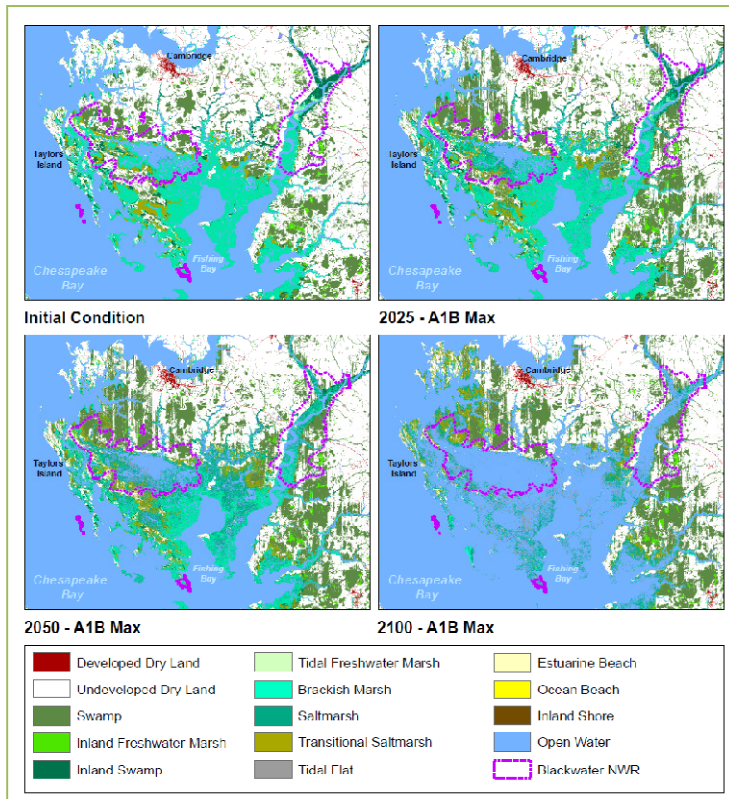 Cambridge
Taylors
Island
Fishing
Bay
Chesapeake
Bay
Initial Condition
Cambridge
Taylors
Island
Fishing
Bay
Chesapeake
Bay
2025 - A1B Max
Cambridge
Taylors
Island
Fishing
Bay
Chesapeake
Bay
2050 - A1B Max
Cambridge
Taylors
Island
Fishing
Bay
Chesapeake
Bay
2100 - A1B Max
Developed Dry Land
Undeveloped Dry Land
Swamp
Inland Freshwater Marsh
Inland Swamp
Tidal Freshwater Marsh
Brackish Marsh
Saltmarsh
Transitional Saltmarsh
Tidal Flat
Estuarine Beach
Ocean Beach
Inland Shore
Open Water
Blackwater NWR